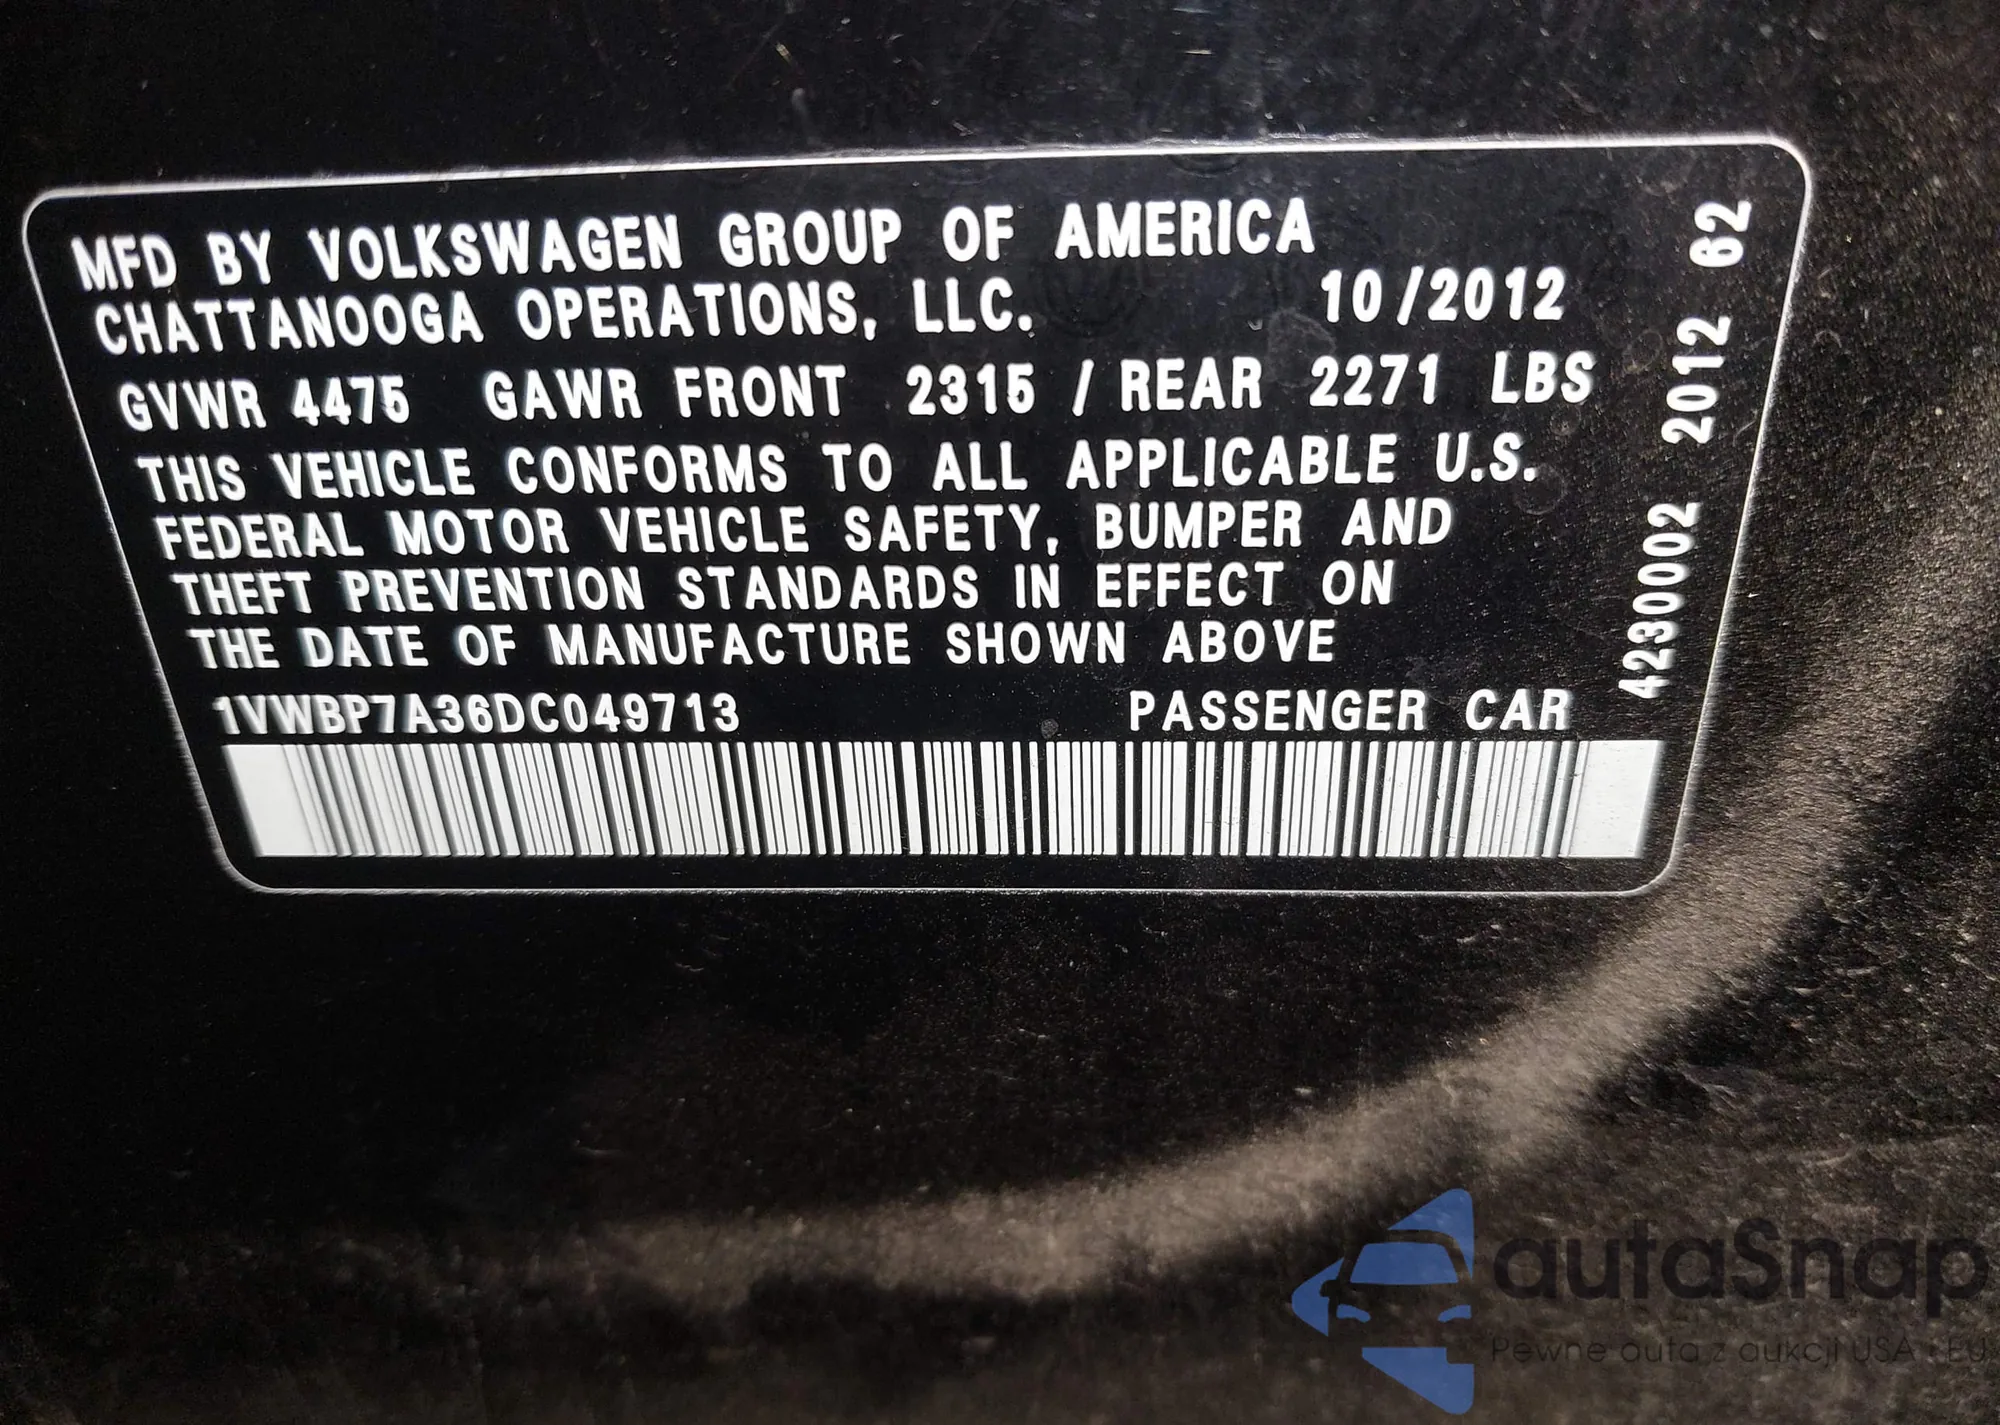 MFD BY VOLKSWAGEN GROUP OF AMERICA
CHATTANOOGA OPERATIONS, LLC. 10/2012
GVWR 4475 GAWR FRONT 2315 / REAR 2271 LBS
THIS VEHICLE CONFORMS TO ALL APPLICABLE U.S.
FEDERAL MOTOR VEHICLE SAFETY, BUMPER AND
THEFT PREVENTION STANDARDS IN EFFECT ON
THE DATE OF MANUFACTURE SHOWN ABOVE
1VWBP7A36DC049713 PASSENGER CAR
4230002 2012 62
autaSnap
Pewne auta z aukcji USA i EU